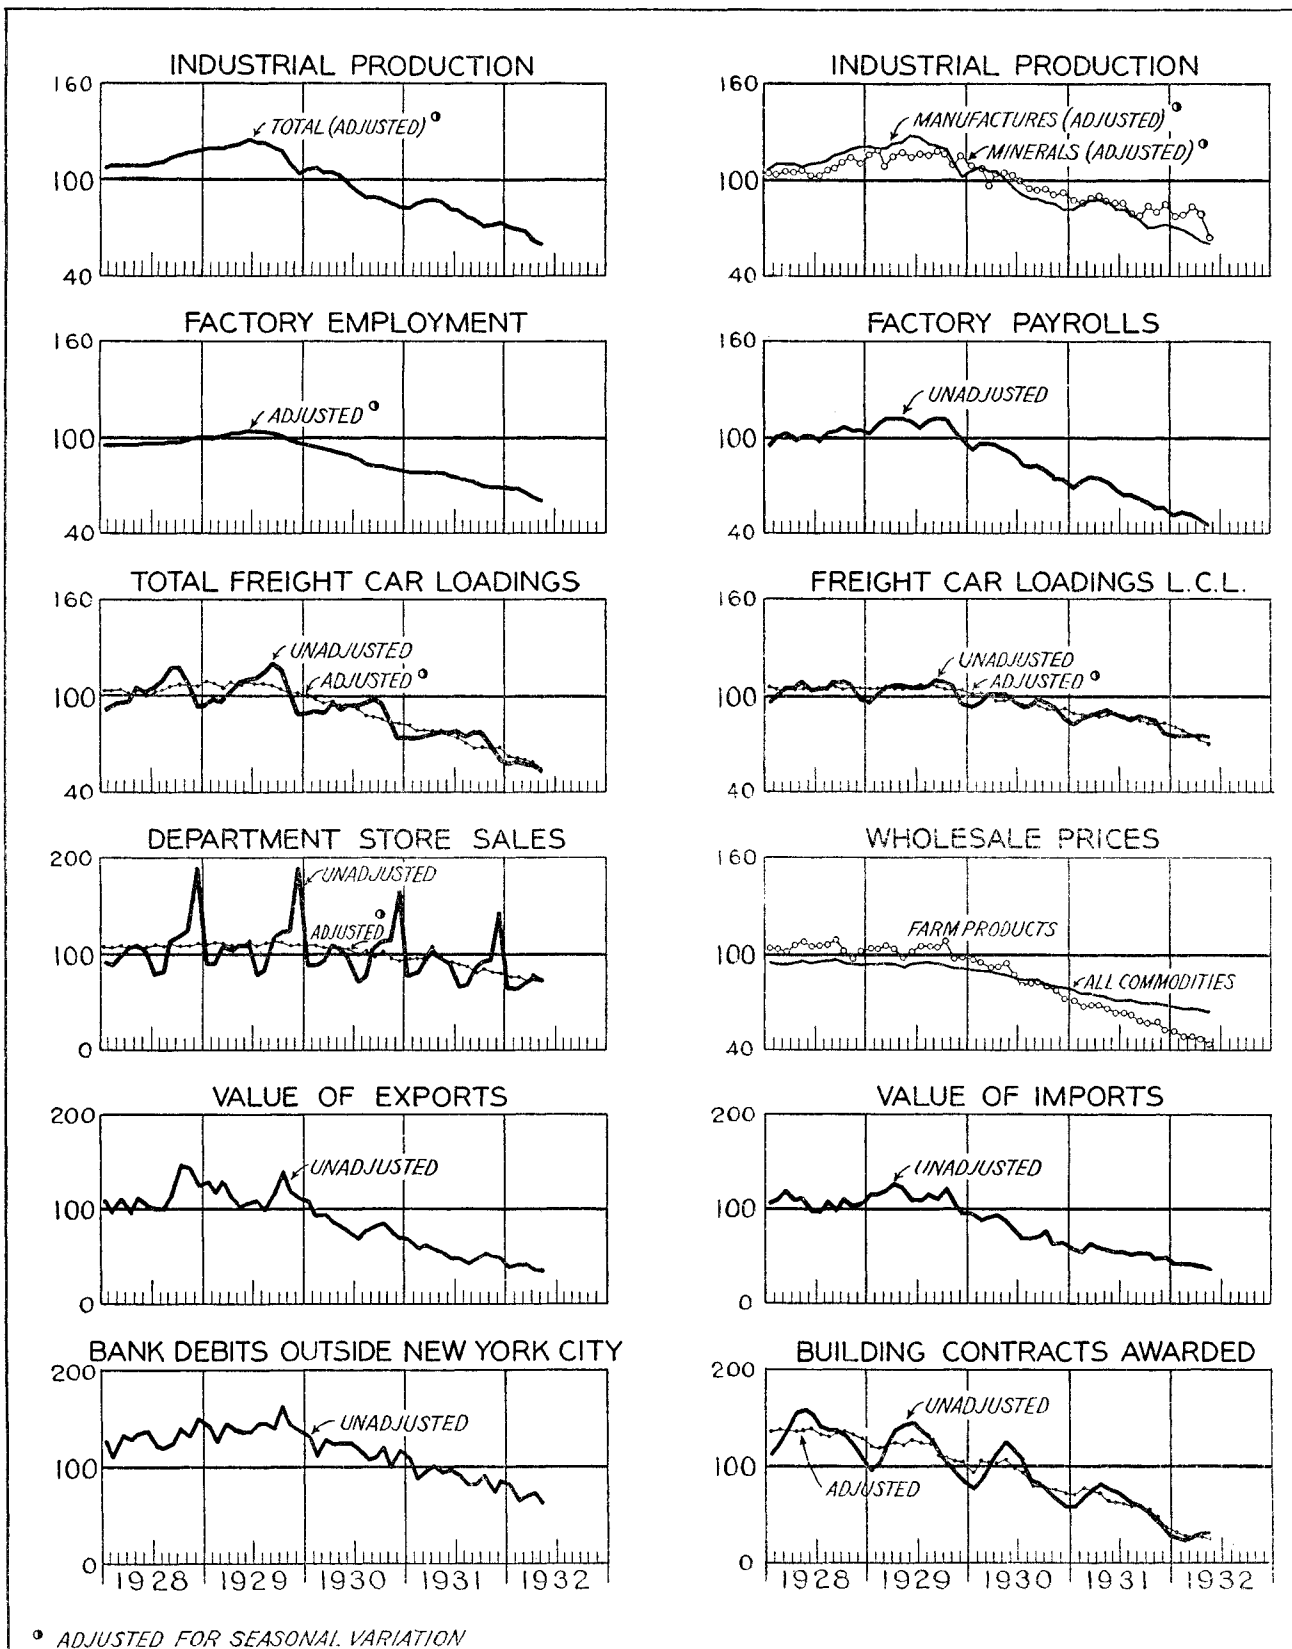 INDUSTRIAL PRODUCTION
160
TOTAL (ADJUSTED) ◑
100
40
INDUSTRIAL PRODUCTION
160
MANUFACTURES (ADJUSTED) ◑
MINERALS (ADJUSTED) ◑
100
40
FACTORY EMPLOYMENT
160
ADJUSTED ◑
100
40
FACTORY PAYROLLS
160
UNADJUSTED
100
40
TOTAL FREIGHT CAR LOADINGS
160
UNADJUSTED
ADJUSTED ◑
100
40
FREIGHT CAR LOADINGS L.C.L.
160
UNADJUSTED
ADJUSTED ◑
100
40
DEPARTMENT STORE SALES
200
UNADJUSTED
ADJUSTED ◑
100
0
WHOLESALE PRICES
160
FARM PRODUCTS
100
ALL COMMODITIES
40
VALUE OF EXPORTS
200
UNADJUSTED
100
0
VALUE OF IMPORTS
200
UNADJUSTED
100
0
BANK DEBITS OUTSIDE NEW YORK CITY
200
UNADJUSTED
100
0
1928 1929 1930 1931 1932
BUILDING CONTRACTS AWARDED
200
UNADJUSTED
100
ADJUSTED
0
1928 1929 1930 1931 1932
◑ ADJUSTED FOR SEASONAL VARIATION